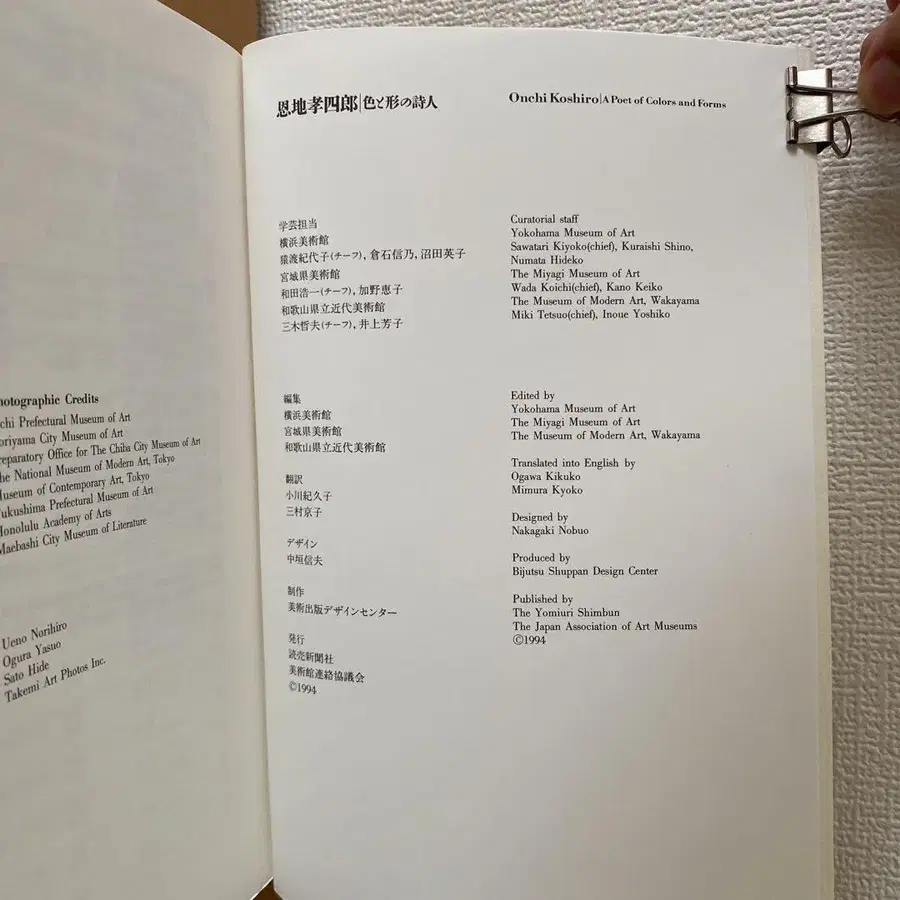 Photographic Credits
Prefectural Museum of Art
City Museum of Art
Preparatory Office for The Chiba City Museum of Art
The National Museum of Modern Art, Tokyo
Museum of Contemporary Art, Tokyo
Fukushima Prefectural Museum of Art
Honolulu Academy of Arts
Maebashi City Museum of Literature
Ueno Norihiro
Ogura Yasuo
Sato Hide
Takemi Art Photos Inc.
恩地孝四郎|色と形の詩人
学芸担当
横浜美術館
猿渡紀代子(チーフ), 倉石信乃, 沼田英子
宮城県美術館
和田浩一(チーフ), 加野恵子
和歌山県立近代美術館
三木哲夫(チーフ), 井上芳子
編集
横浜美術館
宮城県美術館
和歌山県立近代美術館
翻訳
小川紀久子
三村京子
デザイン
中垣信夫
制作
美術出版デザインセンター
発行
読売新聞社
美術館連絡協議会
©1994
Onchi Koshiro|A Poet of Colors and Forms
Curatorial staff
Yokohama Museum of Art
Sawatari Kiyoko(chief), Kuraishi Shino,
Numata Hideko
The Miyagi Museum of Art
Wada Koichi(chief), Kano Keiko
The Museum of Modern Art, Wakayama
Miki Tetsuo(chief), Inoue Yoshiko
Edited by
Yokohama Museum of Art
The Miyagi Museum of Art
The Museum of Modern Art, Wakayama
Translated into English by
Ogawa Kikuko
Mimura Kyoko
Designed by
Nakagaki Nobuo
Produced by
Bijutsu Shuppan Design Center
Published by
The Yomiuri Shimbun
The Japan Association of Art Museums
©1994